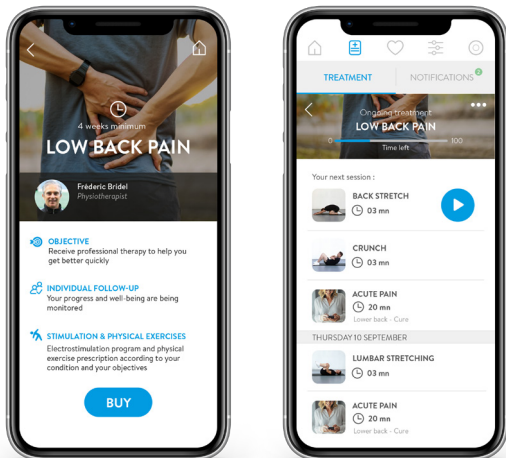 4 weeks minimum
LOW BACK PAIN
Frèderic Bridel
Physiotherapist
OBJECTIVE
Receive professional therapy to help you
get better quickly
INDIVIDUAL FOLLOW-UP
Your progress and well-being are being
monitored
STIMULATION & PHYSICAL EXERCISES
Electrostimulation program and physical
exercise prescription according to your
condition and your objectives
BUY
TREATMENT
NOTIFICATIONS
Ongoing treatment
LOW BACK PAIN
0 100
Time left
Your next session :
BACK STRETCH
03 mn
CRUNCH
03 mn
ACUTE PAIN
20 mn
Lower back - Cure
THURSDAY 10 SEPTEMBER
LUMBAR STRETCHING
03 mn
ACUTE PAIN
20 mn
Lower back - Cure